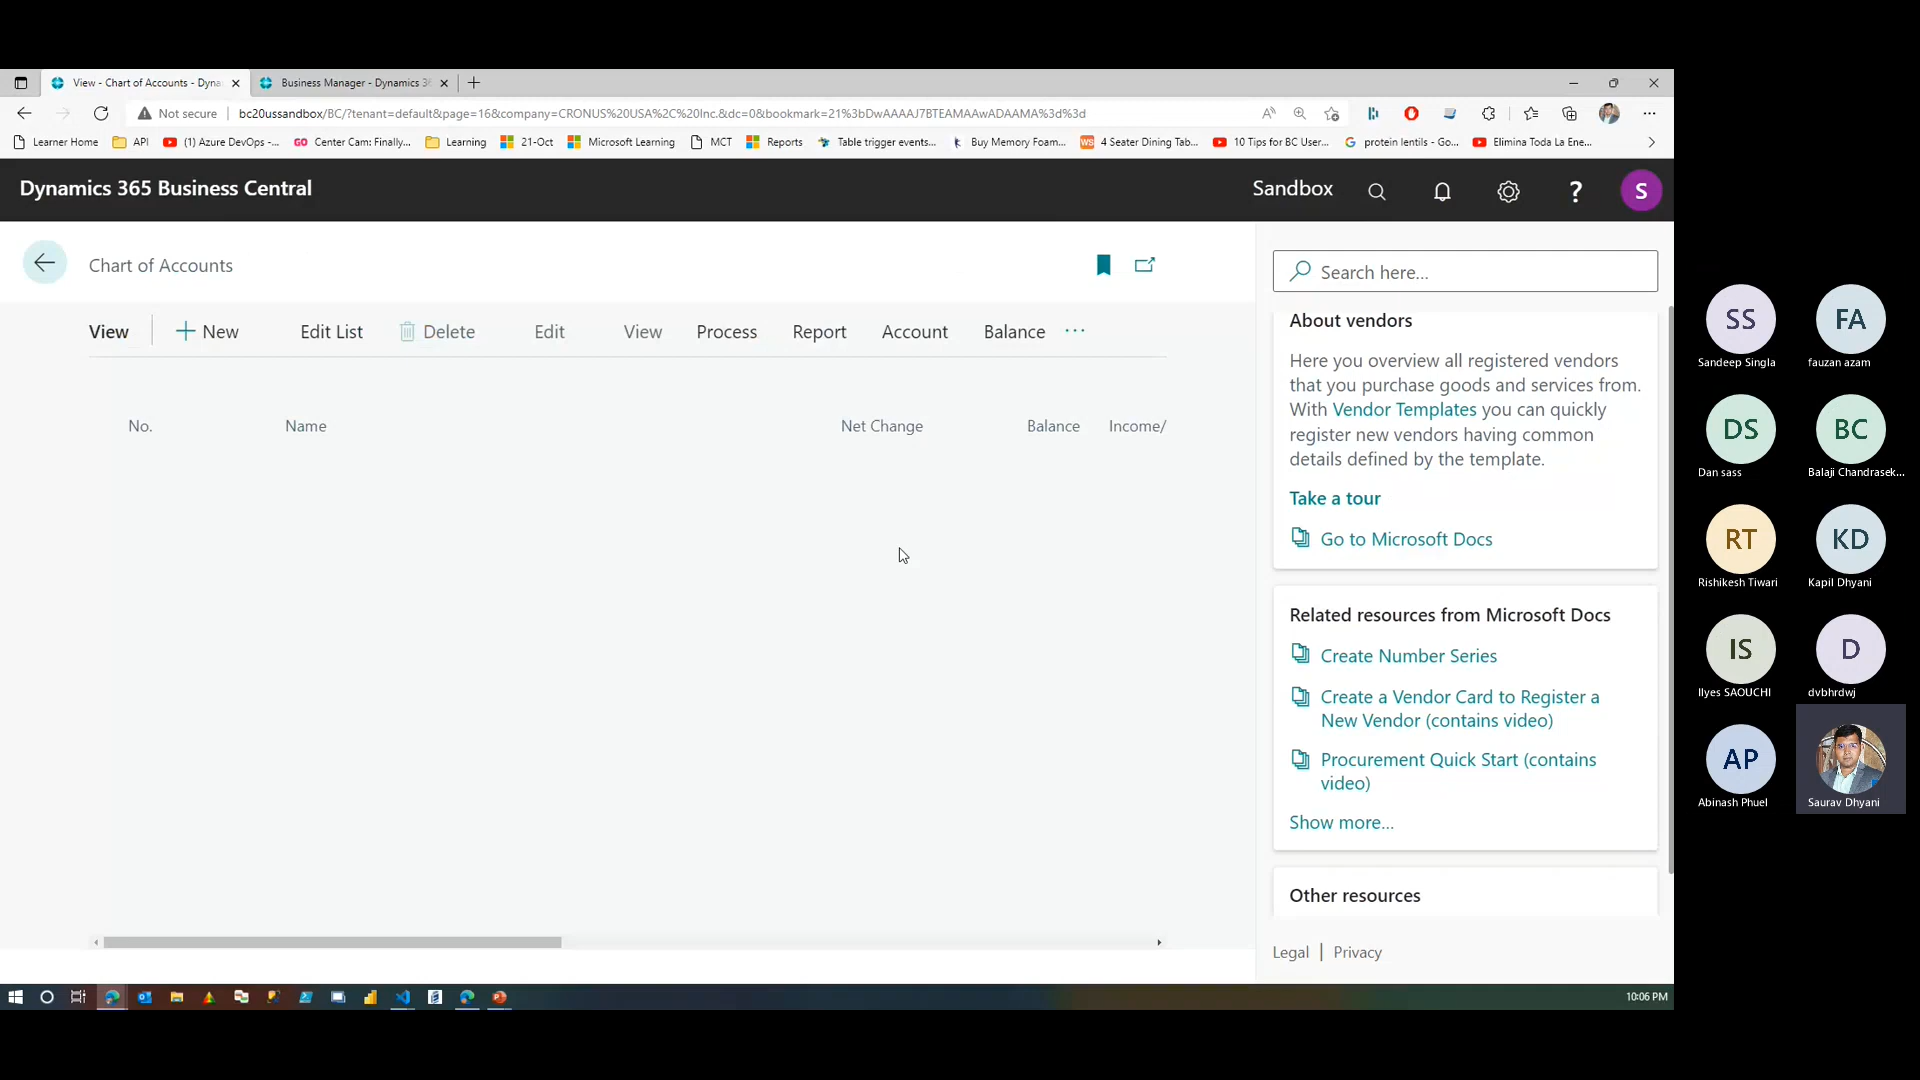 View - Chart of Accounts - Dyna
Business Manager - Dynamics 3
Not secure
bc20ussandbox/BC/?tenant=default&page=16&company=CRONUS%20USA%2C%20Inc.&dc=0&bookmark=21%3bDwAAAAJ7BTEAMAAwADAAMA%3d%3d
Learner Home
API
(1) Azure DevOps -...
GO Center Cam: Finally...
Learning
21-Oct
Microsoft Learning
MCT
Reports
Table trigger events...
k Buy Memory Foam...
WS 4 Seater Dining Tab...
10 Tips for BC User...
G protein lentils - Go...
Elimina Toda La Ene...
Dynamics 365 Business Central
Sandbox
?
S
Chart of Accounts
View
New
Edit List
Delete
Edit
View
Process
Report
Account
Balance
...
No.
Name
Net Change
Balance
Income/
Search here...
About vendors
Here you overview all registered vendors
that you purchase goods and services from.
With Vendor Templates you can quickly
register new vendors having common
details defined by the template.
Take a tour
Go to Microsoft Docs
Related resources from Microsoft Docs
Create Number Series
Create a Vendor Card to Register a
New Vendor (contains video)
Procurement Quick Start (contains
video)
Show more...
Other resources
Legal | Privacy
10:06 PM
SS
Sandeep Singla
FA
fauzan azam
DS
Dan sass
BC
Balaji Chandrasek...
RT
Rishikesh Tiwari
KD
Kapil Dhyani
IS
Ilyes SAOUCHI
D
dvbhrdwj
AP
Abinash Phuel
Saurav Dhyani